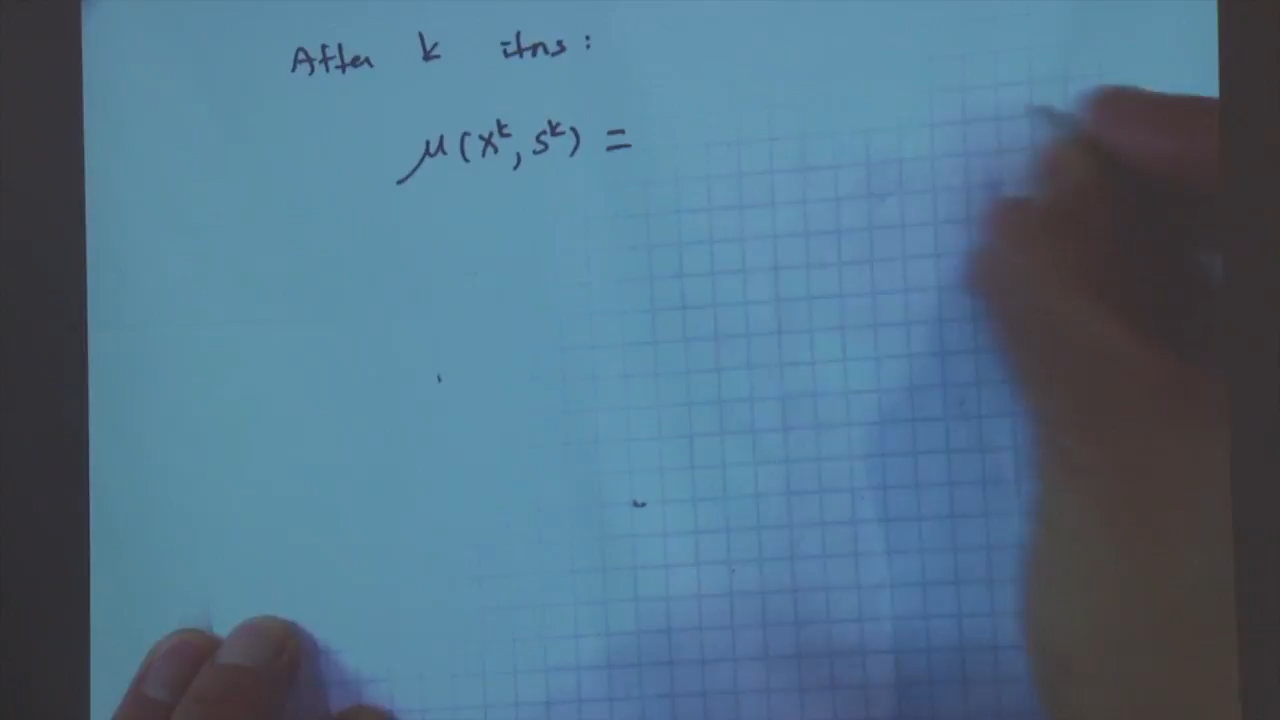 After k itns:
μ(x^k, s^k) =